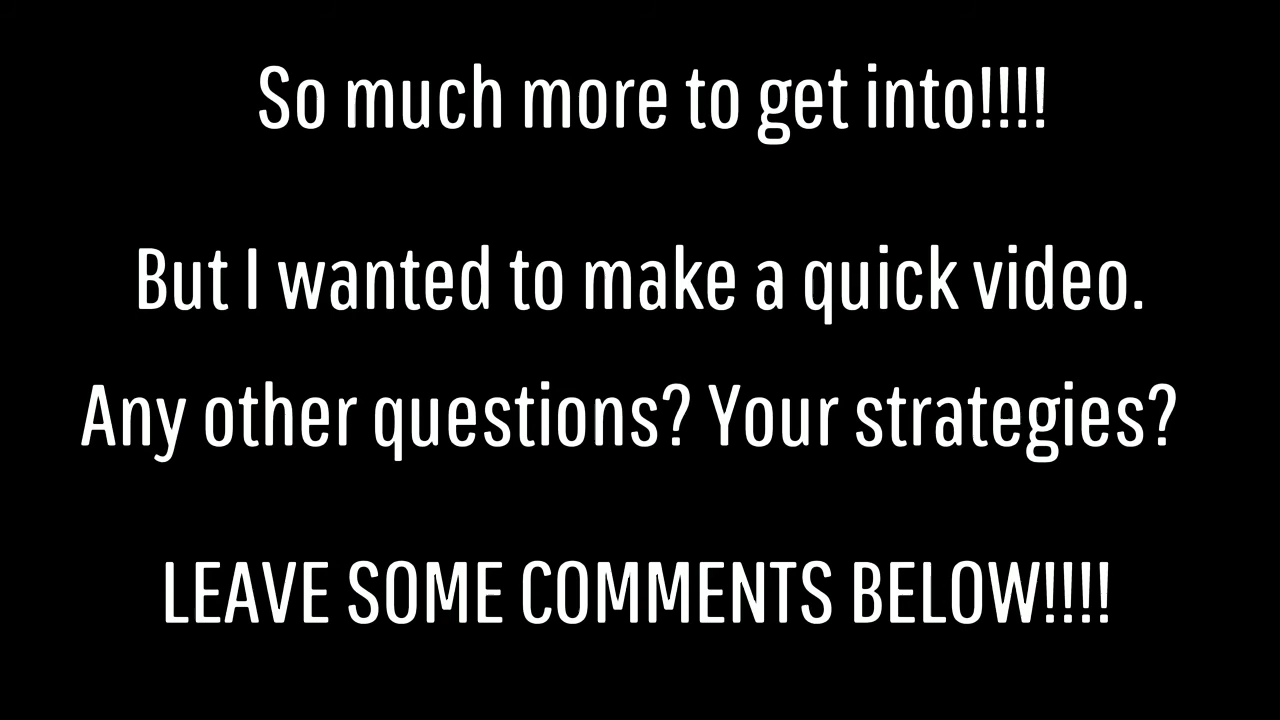 So much more to get into!!!!
But I wanted to make a quick video.
Any other questions? Your strategies?
LEAVE SOME COMMENTS BELOW!!!!